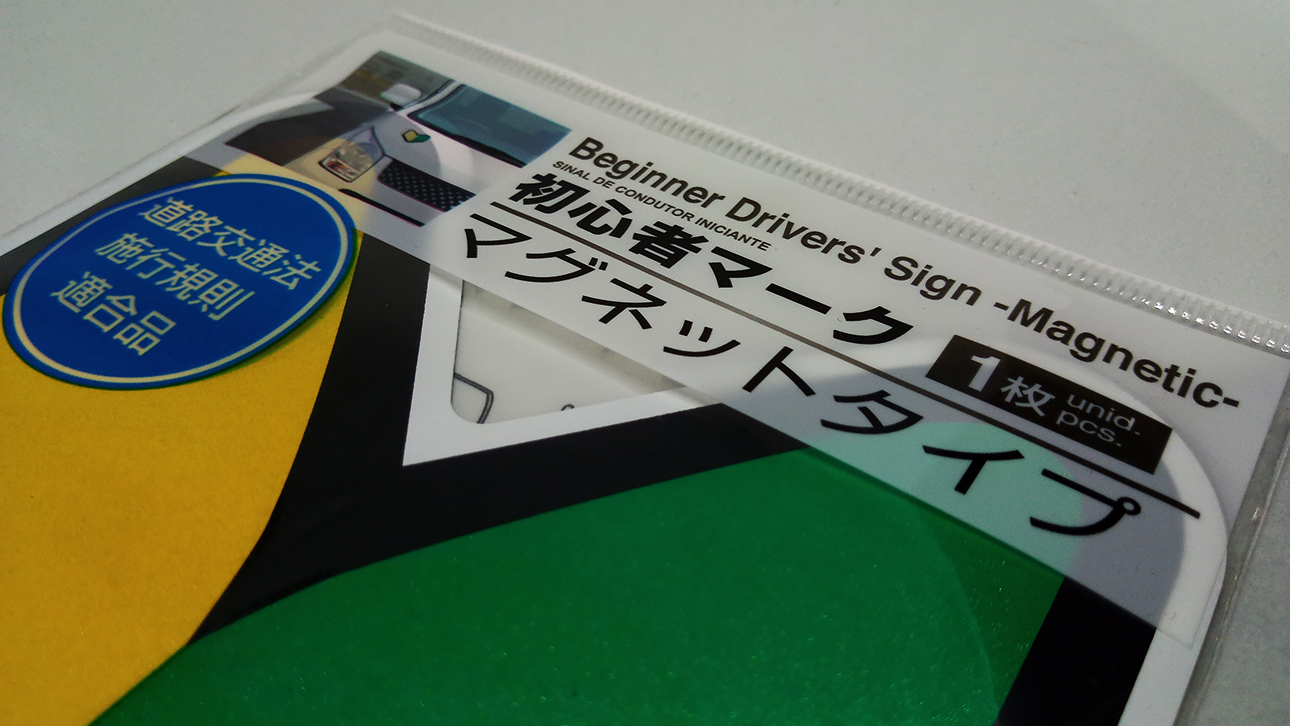 Beginner Drivers' Sign -Magnetic-
SINAL DE CONDUTOR INICIANTE
初心者マーク
1枚 unid.
pcs.
マグネットタイプ
道路交通法
施行規則
適合品